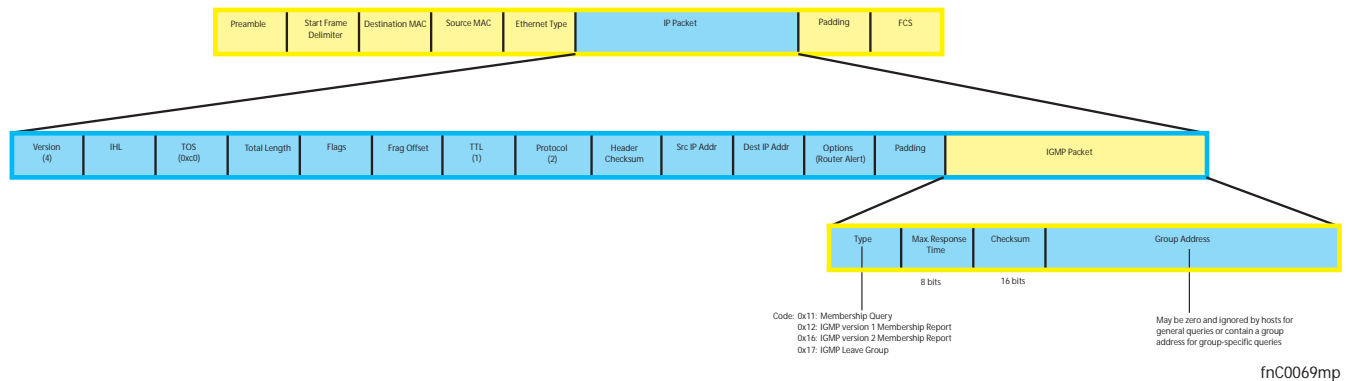 Preamble
Start Frame
Delimiter
Destination MAC
Source MAC
Ethernet Type
IP Packet
Padding
FCS
Version
(4)
IHL
TOS
(0xc0)
Total Length
Flags
Frag Offset
TTL
(1)
Protocol
(2)
Header
Checksum
Src IP Addr
Dest IP Addr
Options
(Router Alert)
Padding
IGMP Packet
Type
Max. Response
Time
Checksum
Group Address
8 bits
16 bits
Code: 0x11: Membership Query
0x12: IGMP version 1 Membership Report
0x16: IGMP version 2 Membership Report
0x17: IGMP Leave Group
May be zero and ignored by hosts for
general queries or contain a group
address for group-specific queries
fnC0069mp